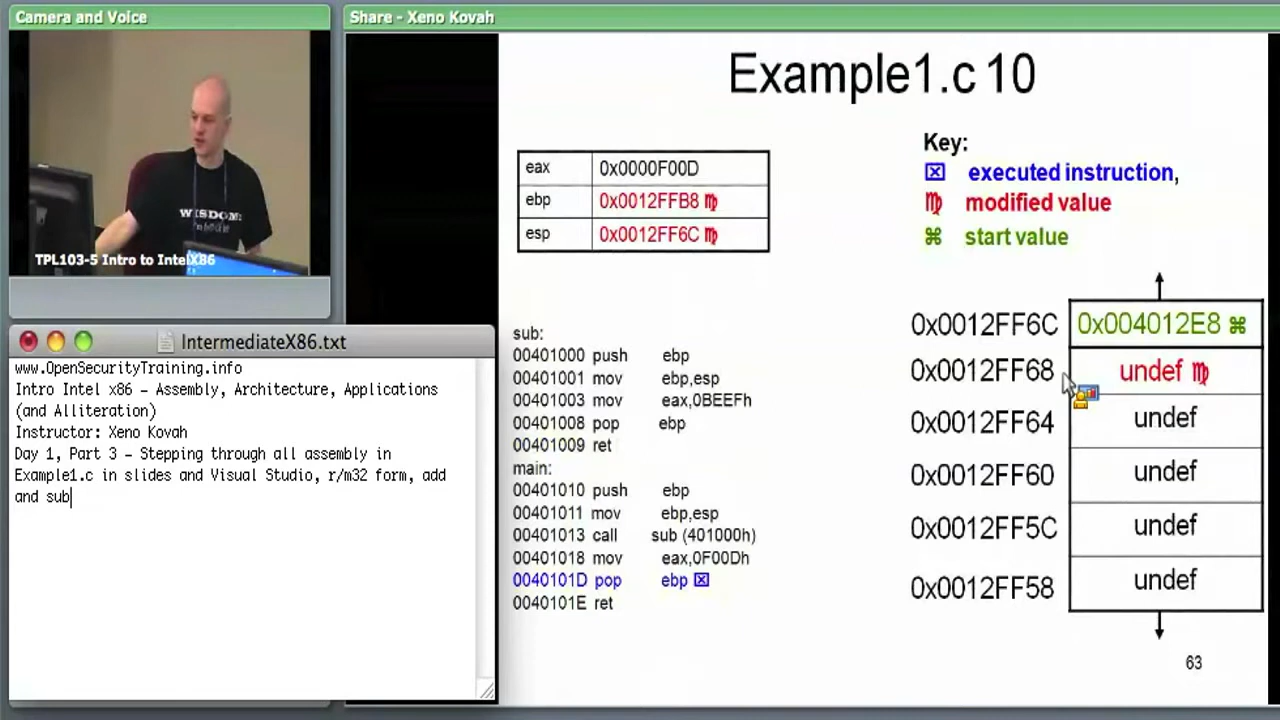 Camera and Voice
WISDOM:
TPL103-5 Intro to IntelX86
IntermediateX86.txt
www.OpenSecurityTraining.info
Intro Intel x86 – Assembly, Architecture, Applications
(and Alliteration)
Instructor: Xeno Kovah
Day 1, Part 3 – Stepping through all assembly in
Example1.c in slides and Visual Studio, r/m32 form, add
and sub
Share - Xeno Kovah
Example1.c 10
eax 0x0000F00D
ebp 0x0012FFB8 ♍
esp 0x0012FF6C ♍
Key:
⌧ executed instruction,
♍ modified value
⌘ start value
sub:
00401000 push ebp
00401001 mov ebp,esp
00401003 mov eax,0BEEFh
00401008 pop ebp
00401009 ret
main:
00401010 push ebp
00401011 mov ebp,esp
00401013 call sub (401000h)
00401018 mov eax,0F00Dh
0040101D pop ebp ⌧
0040101E ret
0x0012FF6C 0x004012E8 ⌘
0x0012FF68 undef ♍
0x0012FF64 undef
0x0012FF60 undef
0x0012FF5C undef
0x0012FF58 undef
63